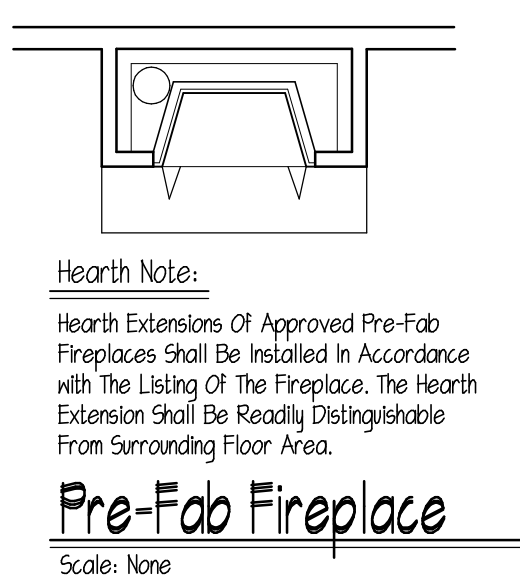 Hearth Note:
Hearth Extensions Of Approved Pre-Fab
Fireplaces Shall Be Installed In Accordance
with The Listing Of The Fireplace. The Hearth
Extension Shall Be Readily Distinguishable
From Surrounding Floor Area.
Pre-Fab Fireplace
Scale: None